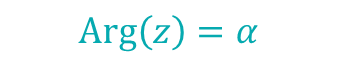 Arg(z) = α